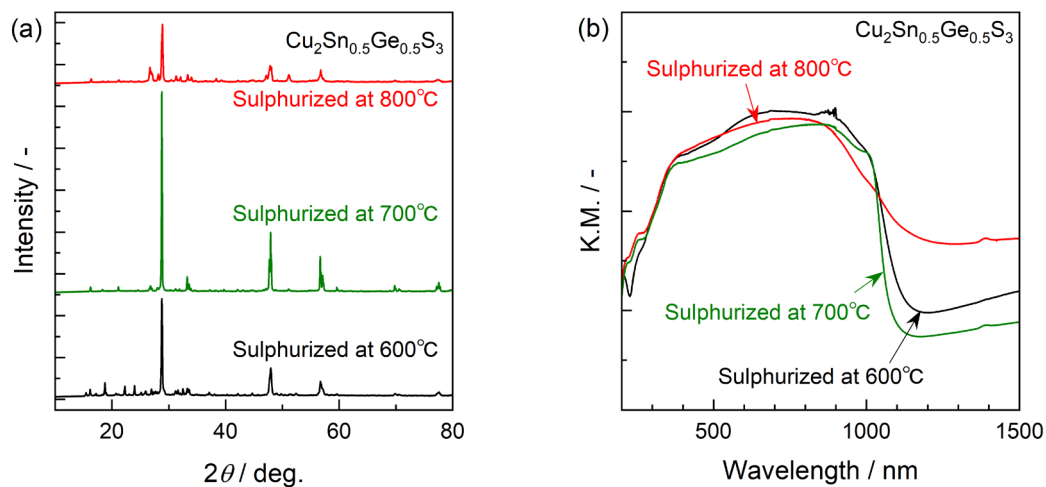 (a)
Cu₂Sn₀.₅Ge₀.₅S₃
Sulphurized at 800℃
Sulphurized at 700℃
Sulphurized at 600℃
Intensity / -
20 40 60 80
2θ / deg.
(b)
Cu₂Sn₀.₅Ge₀.₅S₃
Sulphurized at 800℃
Sulphurized at 700℃
Sulphurized at 600℃
K.M. / -
500 1000 1500
Wavelength / nm